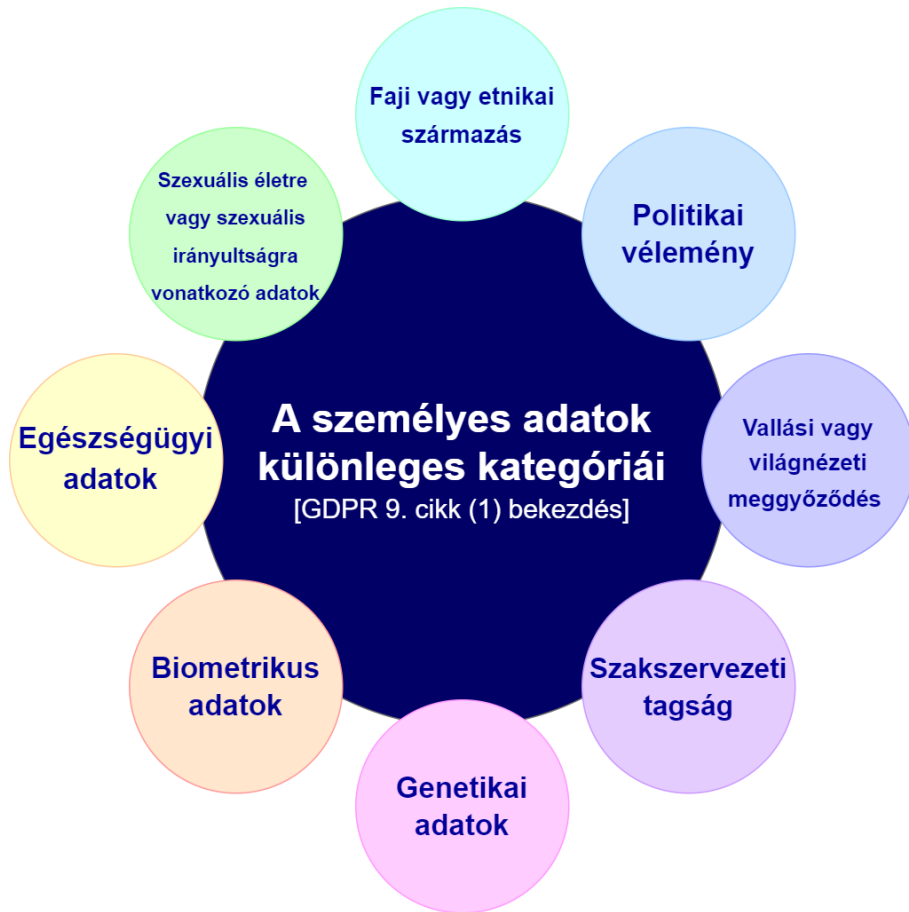 Faji vagy etnikai
származás
Politikai
vélemény
Vallási vagy
világnézeti
meggyőződés
Szakszervezeti
tagság
Genetikai
adatok
Biometrikus
adatok
Egészségügyi
adatok
Szexuális életre
vagy szexuális
irányultságra
vonatkozó adatok
A személyes adatok
különleges kategóriái
[GDPR 9. cikk (1) bekezdés]